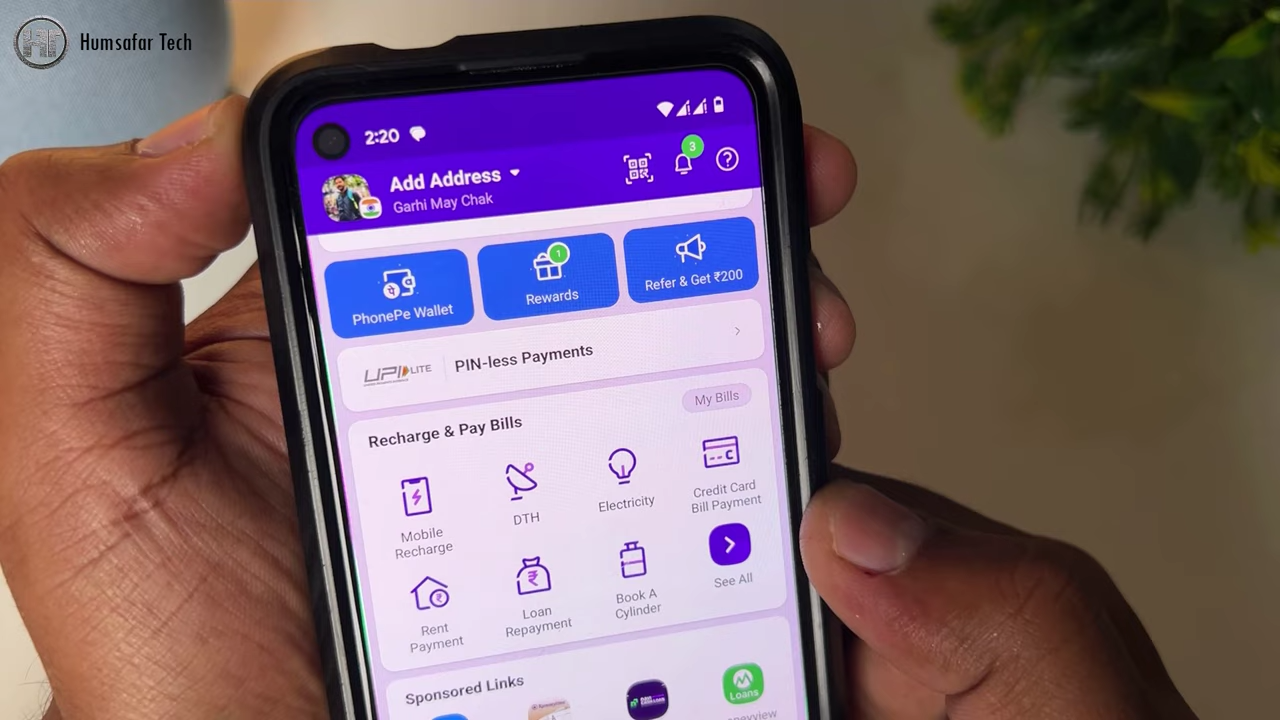 Humsafar Tech
2:20
Add Address
Garhi May Chak
3
PhonePe Wallet
1
Rewards
Refer & Get ₹200
UPI LITE
PIN-less Payments
Recharge & Pay Bills
My Bills
Mobile
Recharge
DTH
Electricity
Credit Card
Bill Payment
Rent
Payment
Loan
Repayment
Book A
Cylinder
See All
Sponsored Links
Loans